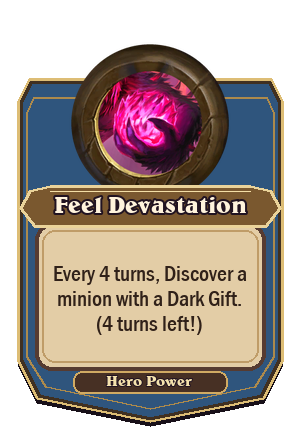 Feel Devastation
Every 4 turns, Discover a
minion with a Dark Gift.
(4 turns left!)
Hero Power